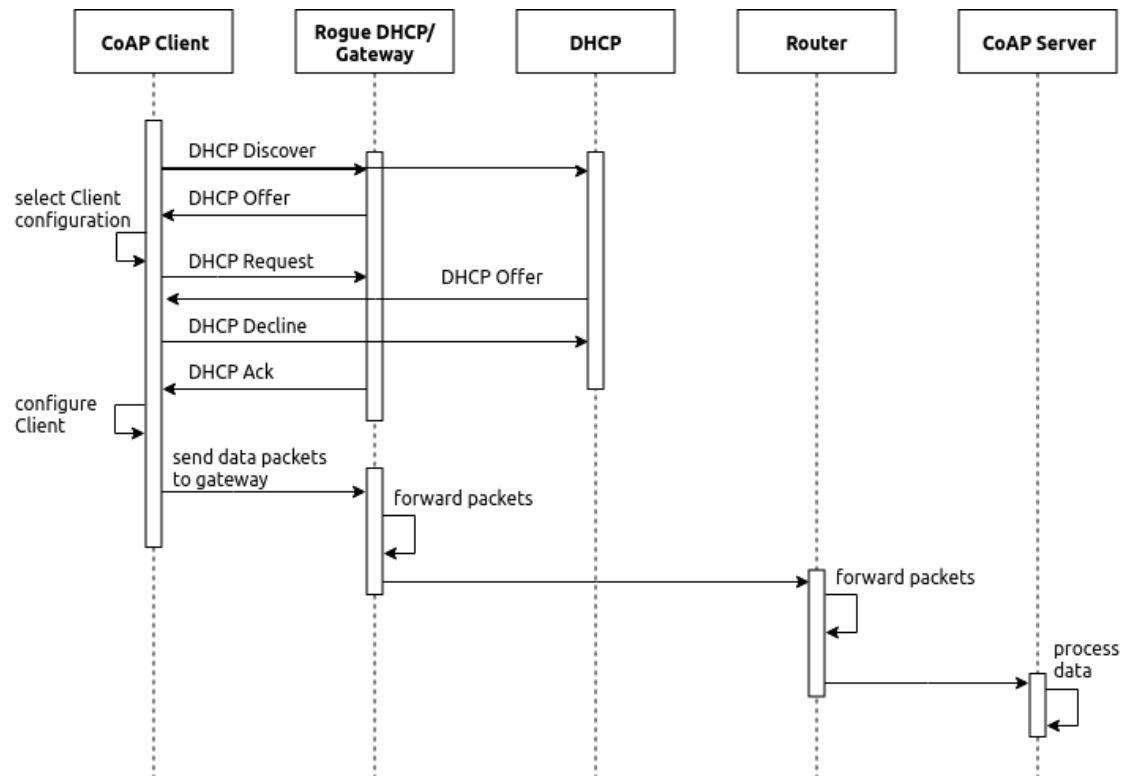 CoAP Client
Rogue DHCP/
Gateway
DHCP
Router
CoAP Server
DHCP Discover
select Client
configuration
DHCP Offer
DHCP Request
DHCP Offer
DHCP Decline
DHCP Ack
configure
Client
send data packets
to gateway
forward packets
forward packets
process
data